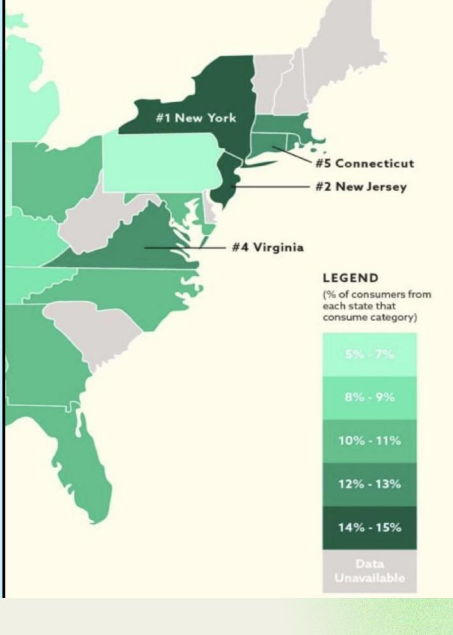 #1 New York
#5 Connecticut
#2 New Jersey
#4 Virginia
LEGEND
(% of consumers from
each state that
consume category)
5% - 7%
8% - 9%
10% - 11%
12% - 13%
14% - 15%
Data
Unavailable